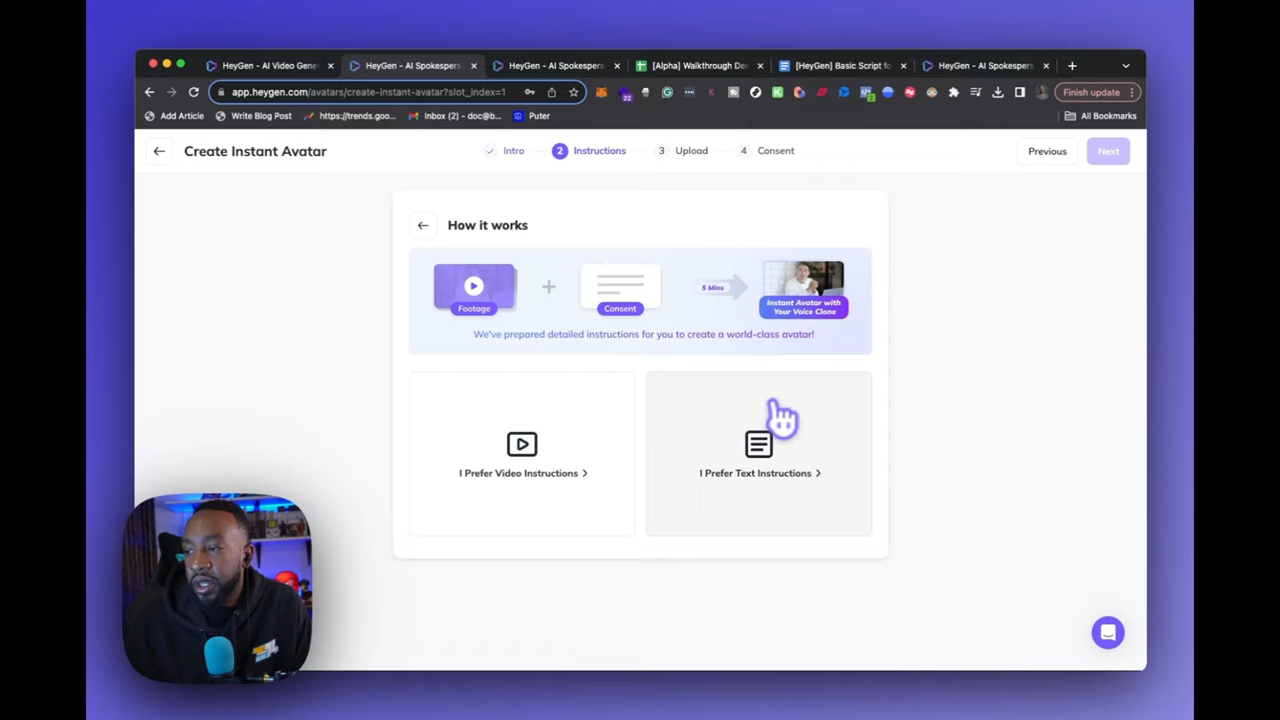 HeyGen - AI Video Gene
HeyGen - AI Spokespers
HeyGen - AI Spokespers
[Alpha] Walkthrough De
[HeyGen] Basic Script fo
HeyGen - AI Spokespers
app.heygen.com/avatars/create-instant-avatar?slot_index=1
22
2
Finish update
Add Article
Write Blog Post
https://trends.goo...
Inbox (2) - doc@b...
Puter
All Bookmarks
Create Instant Avatar
Intro
2 Instructions
3 Upload
4 Consent
Previous
Next
How it works
Footage
Consent
5 Mins
Instant Avatar with
Your Voice Clone
We've prepared detailed instructions for you to create a world-class avatar!
I Prefer Video Instructions
I Prefer Text Instructions